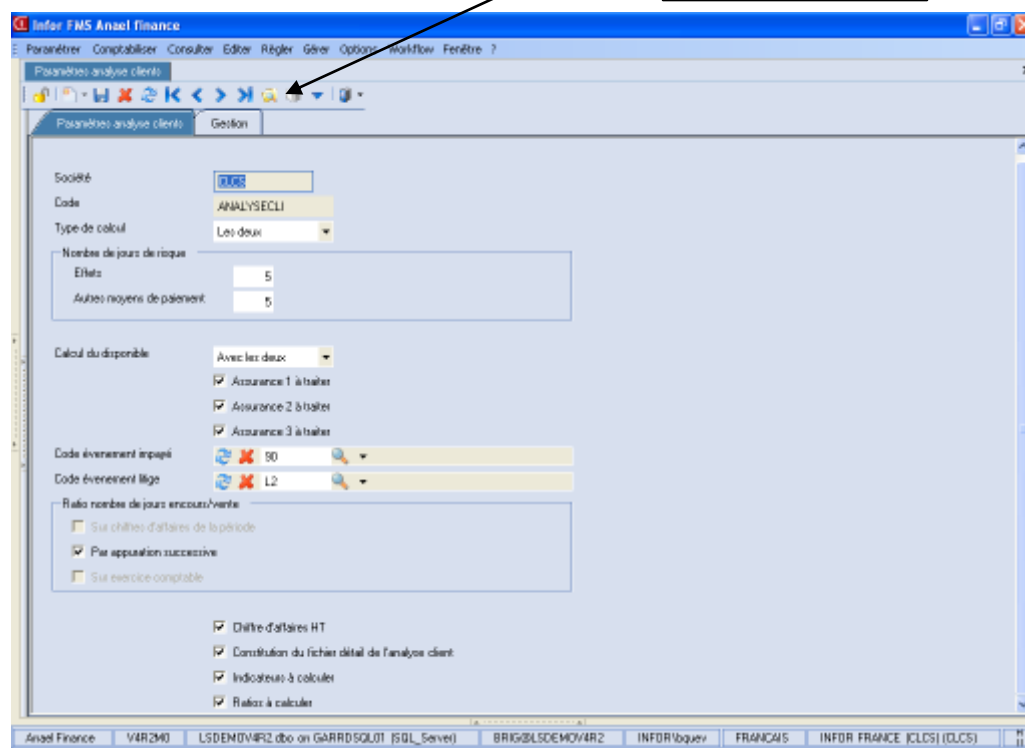 Infor FMS Anael finance
Paramétrer Comptabiliser Consulter Editer Régler Gérer Options Workflow Fenêtre ?
Paramètres analyse clients
Paramètres analyse clients Gestion
Société CLCS
Code ANALYSECLI
Type de calcul Les deux
Nombre de jours de risque
Effets 5
Autres moyens de paiement 5
Calcul du disponible Avec les deux
Assurance 1 à traiter
Assurance 2 à traiter
Assurance 3 à traiter
Code évenement impayé 90
Code évenement litige L2
Ratio nombre de jours encours/vente
Sur chiffres d'affaires de la période
Par appuration successive
Sur exercice comptable
Chiffre d'affaires HT
Constitution du fichier détail de l'analyse client
Indicateurs à calculer
Ratios à calculer
Anael Finance V4R2M0 LSDEMOV4R2.dbo on GARRDSQL01 (SQL_Server) BRIG@LSDEMOV4R2 INFOR\bquev FRANCAIS INFOR FRANCE (CLCS) (CLCS)